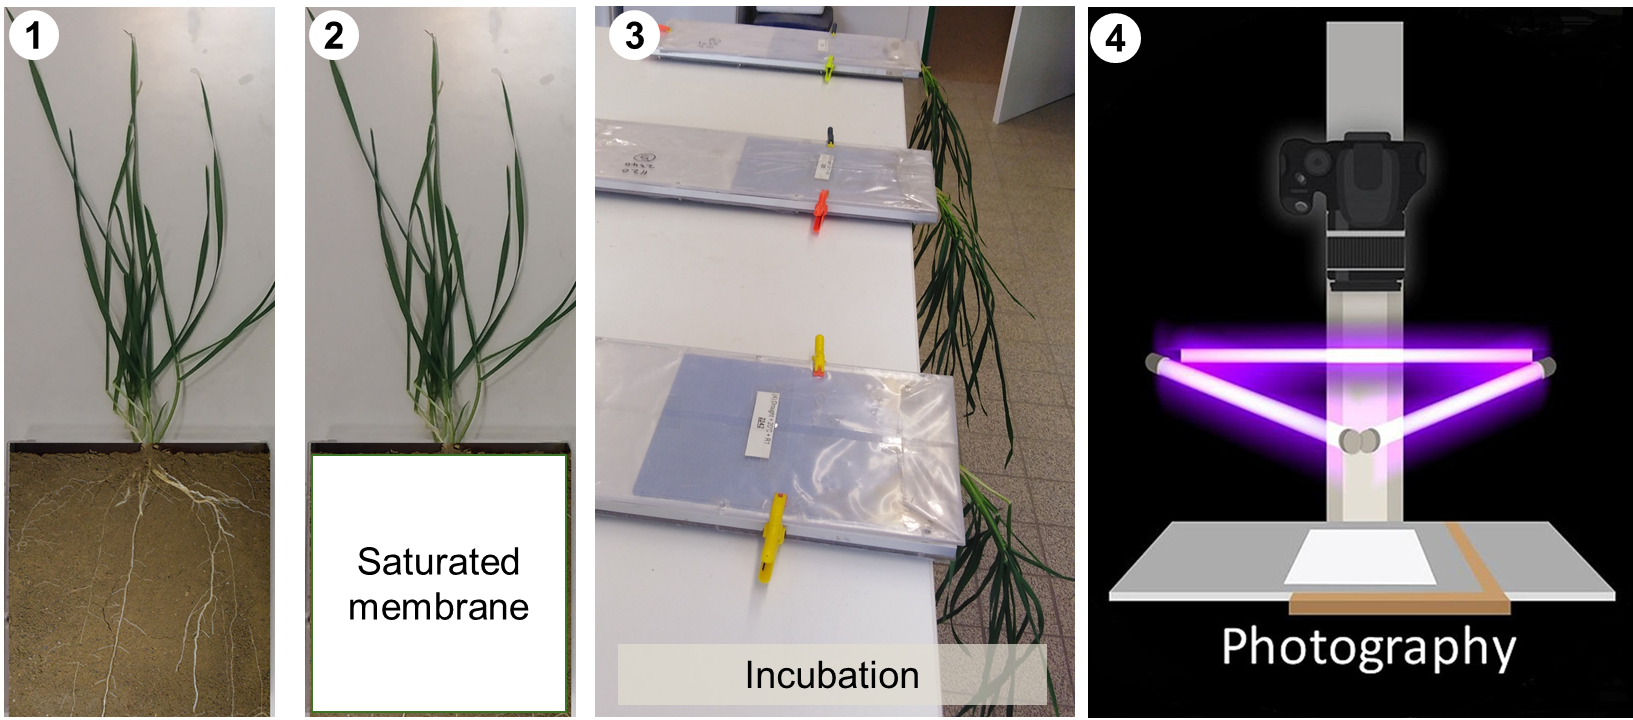 1
2
3
4
Saturated
membrane
Incubation
Photography